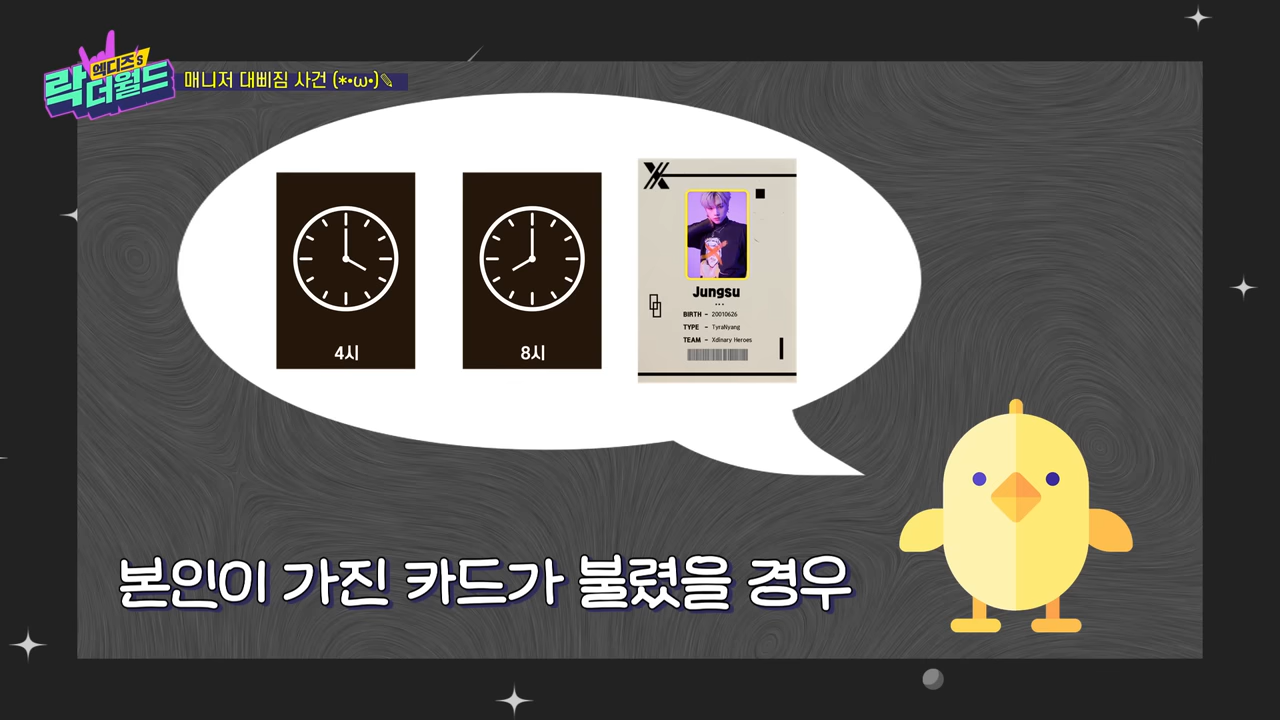 엑디즈's
락더월드
매니저 대삐짐 사건 (*•ω•)✎
4시
8시
Jungsu
BIRTH - 20010626
TYPE - TyraNyang
TEAM - Xdinary Heroes
본인이 가진 카드가 불렸을 경우